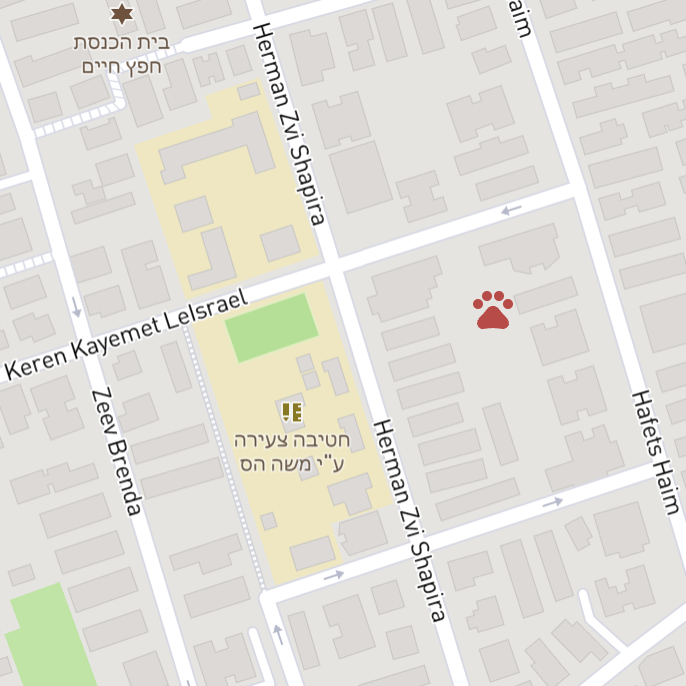 בית הכנסת
חפץ חיים
Herman Zvi Shapira
aim
Keren Kayemet LeIsrael
Zeev Brenda
חטיבה צעירה
ע"י משה הס
Herman Zvi Shapira
Hafets Haim